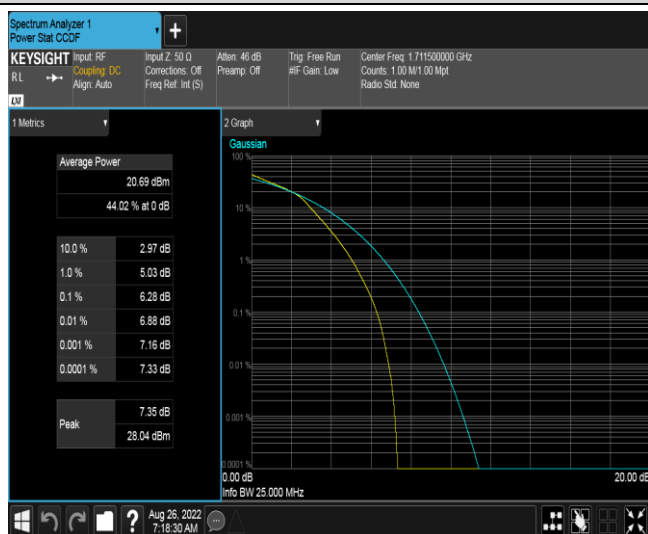 Spectrum Analyzer 1
Power Stat CCDF
KEYSIGHT
RL
LXI
Input: RF
Coupling: DC
Align: Auto
Input Z: 50 Ω
Corrections: Off
Freq Ref: Int (S)
Atten: 46 dB
Preamp: Off
Trig: Free Run
#IF Gain: Low
Center Freq: 1.711500000 GHz
Counts: 1.00 M/1.00 Mpt
Radio Std: None
1 Metrics
Average Power
20.69 dBm
44.02 % at 0 dB
10.0 % 2.97 dB
1.0 % 5.03 dB
0.1 % 6.28 dB
0.01 % 6.88 dB
0.001 % 7.16 dB
0.0001 % 7.33 dB
Peak
7.35 dB
28.04 dBm
2 Graph
Gaussian
100 %
10 %
1 %
0.1 %
0.01 %
0.001 %
0.0001 %
0.00 dB
20.00 dB
Info BW 25.000 MHz
?
Aug 26, 2022
7:18:30 AM